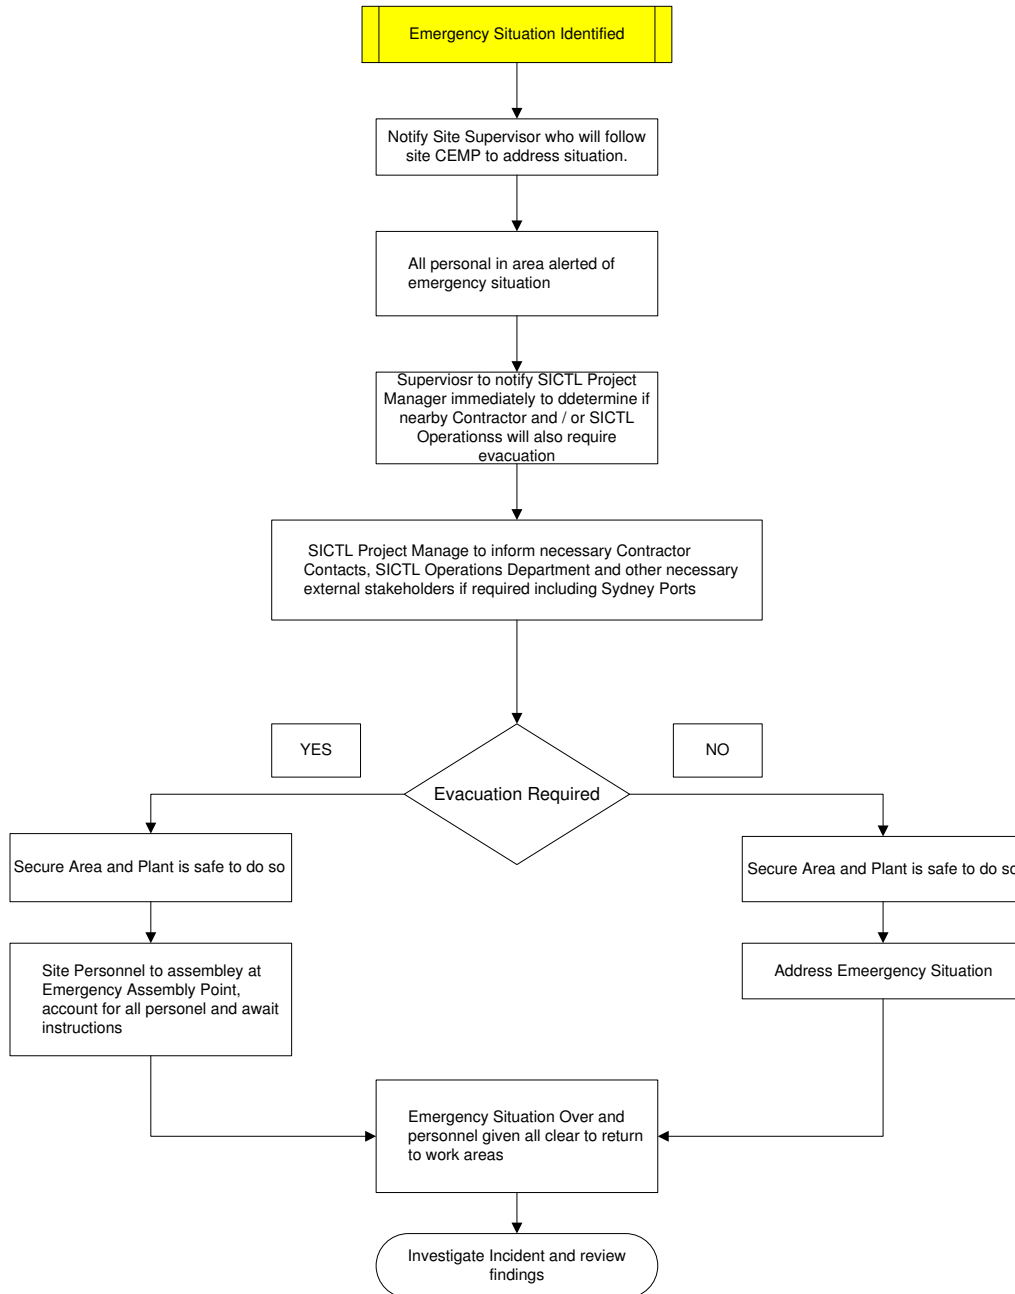 Emergency Situation Identified
Notify Site Supervisor who will follow
site CEMP to address situation.
All personal in area alerted of
emergency situation
Superviosr to notify SICTL Project
Manager immediately to ddetermine if
nearby Contractor and / or SICTL
Operationss will also require
evacuation
SICTL Project Manage to inform necessary Contractor
Contacts, SICTL Operations Department and other necessary
external stakeholders if required including Sydney Ports
YES
NO
Evacuation Required
Secure Area and Plant is safe to do so
Secure Area and Plant is safe to do so
Site Personnel to assembley at
Emergency Assembly Point,
account for all personel and await
instructions
Address Emeergency Situation
Emergency Situation Over and
personnel given all clear to return
to work areas
Investigate Incident and review
findings